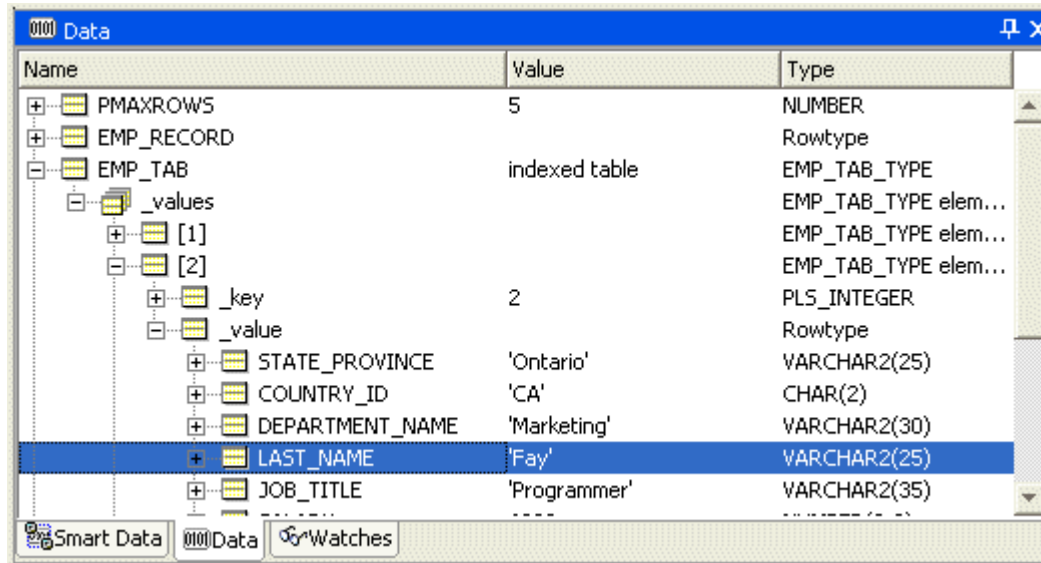 Data
Name Value Type
PMAXROWS 5 NUMBER
EMP_RECORD Rowtype
EMP_TAB indexed table EMP_TAB_TYPE
_values EMP_TAB_TYPE elem...
[1] EMP_TAB_TYPE elem...
[2] EMP_TAB_TYPE elem...
_key 2 PLS_INTEGER
_value Rowtype
STATE_PROVINCE 'Ontario' VARCHAR2(25)
COUNTRY_ID 'CA' CHAR(2)
DEPARTMENT_NAME 'Marketing' VARCHAR2(30)
LAST_NAME 'Fay' VARCHAR2(25)
JOB_TITLE 'Programmer' VARCHAR2(35)
Smart Data Data Watches